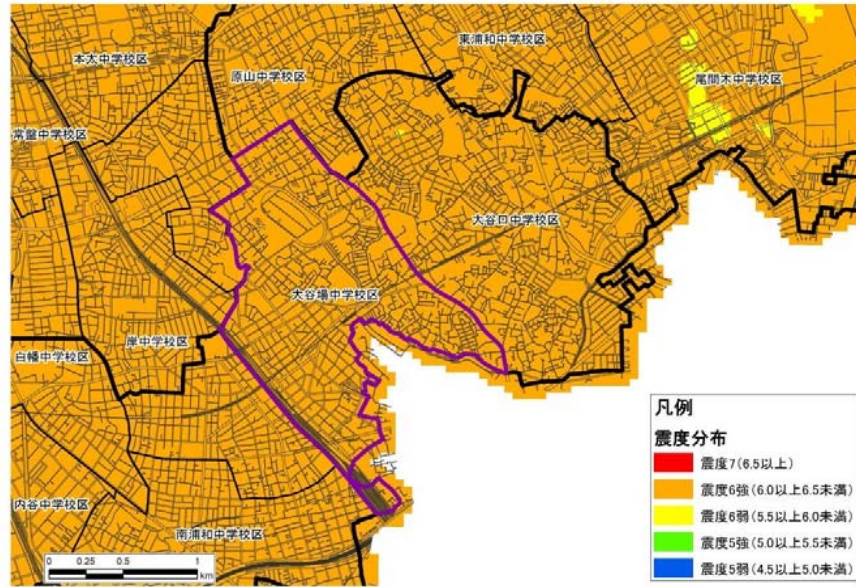 東浦和中学校区
本太中学校区
原山中学校区
尾間木中学校区
常盤中学校区
大谷口中学校区
大谷場中学校区
岸中学校区
白幡中学校区
内谷中学校区
南浦和中学校区
0 0.25 0.5 1
km
凡例
震度分布
震度7(6.5以上)
震度6強(6.0以上6.5未満)
震度6弱(5.5以上6.0未満)
震度5強(5.0以上5.5未満)
震度5弱(4.5以上5.0未満)